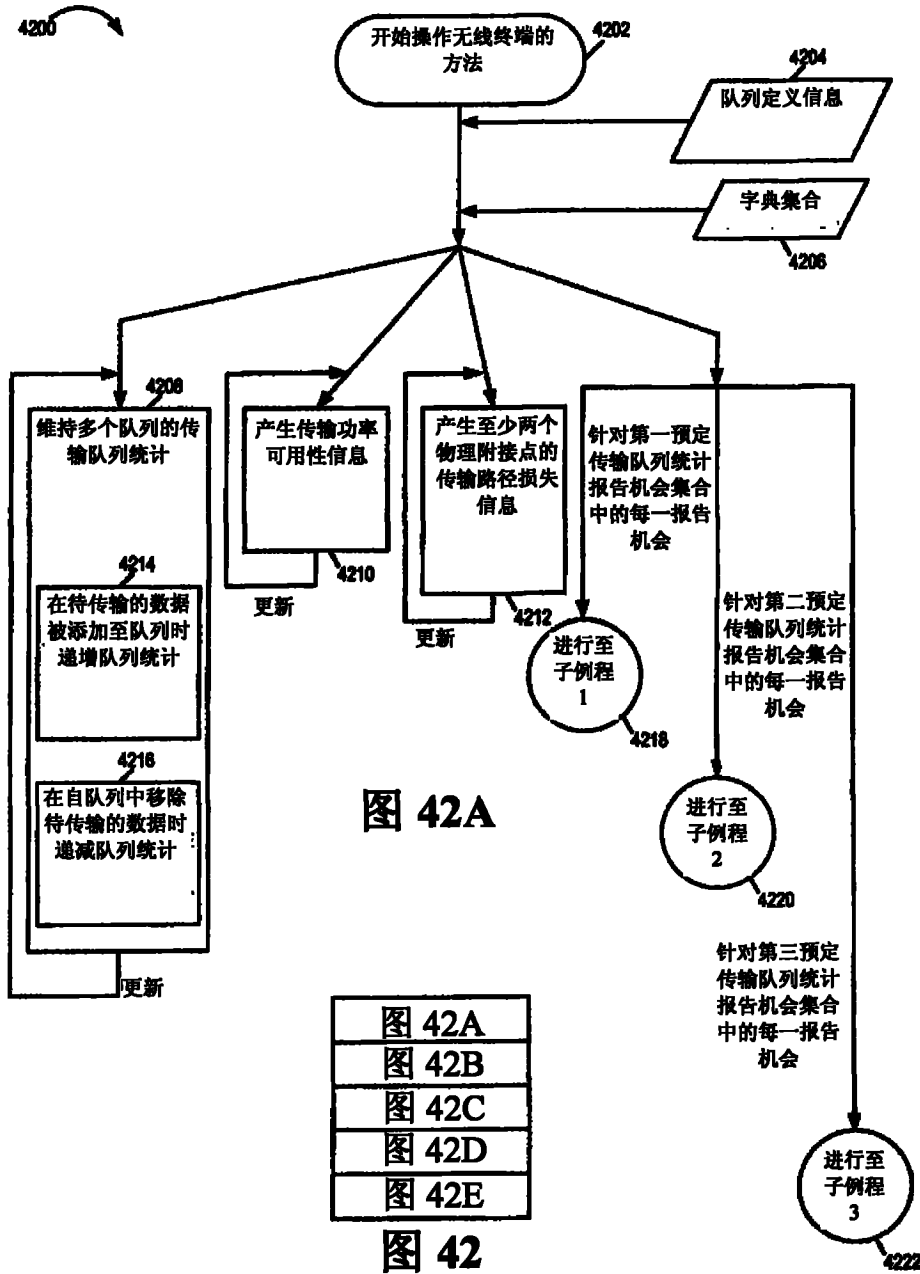 4200
开始操作无线终端的
方法
4202
4204
队列定义信息
字典集合
4206
4208
维持多个队列的传
输队列统计
4214
在待传输的数据
被添加至队列时
递增队列统计
4216
在自队列中移除
待传输的数据时
递减队列统计
更新
产生传输功率
可用性信息
4210
更新
产生至少两个
物理附接点的
传输路径损失
信息
4212
更新
针对第一预定
传输队列统计
报告机会集合
中的每一报告
机会
进行至
子例程
1
4218
针对第二预定
传输队列统计
报告机会集合
中的每一报告
机会
进行至
子例程
2
4220
针对第三预定
传输队列统计
报告机会集合
中的每一报告
机会
进行至
子例程
3
4222
图 42A
图 42A
图 42B
图 42C
图 42D
图 42E
图 42